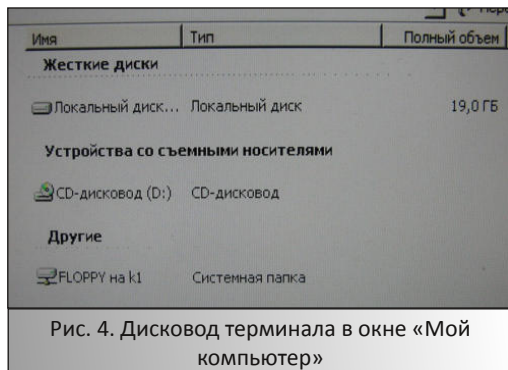 Имя Тип Полный объем
Жесткие диски
Локальный диск... Локальный диск 19,0 ГБ
Устройства со съемными носителями
CD-дисковод (D:) CD-дисковод
Другие
FLOPPY на k1 Системная папка
Рис. 4. Дисковод терминала в окне «Мой
компьютер»